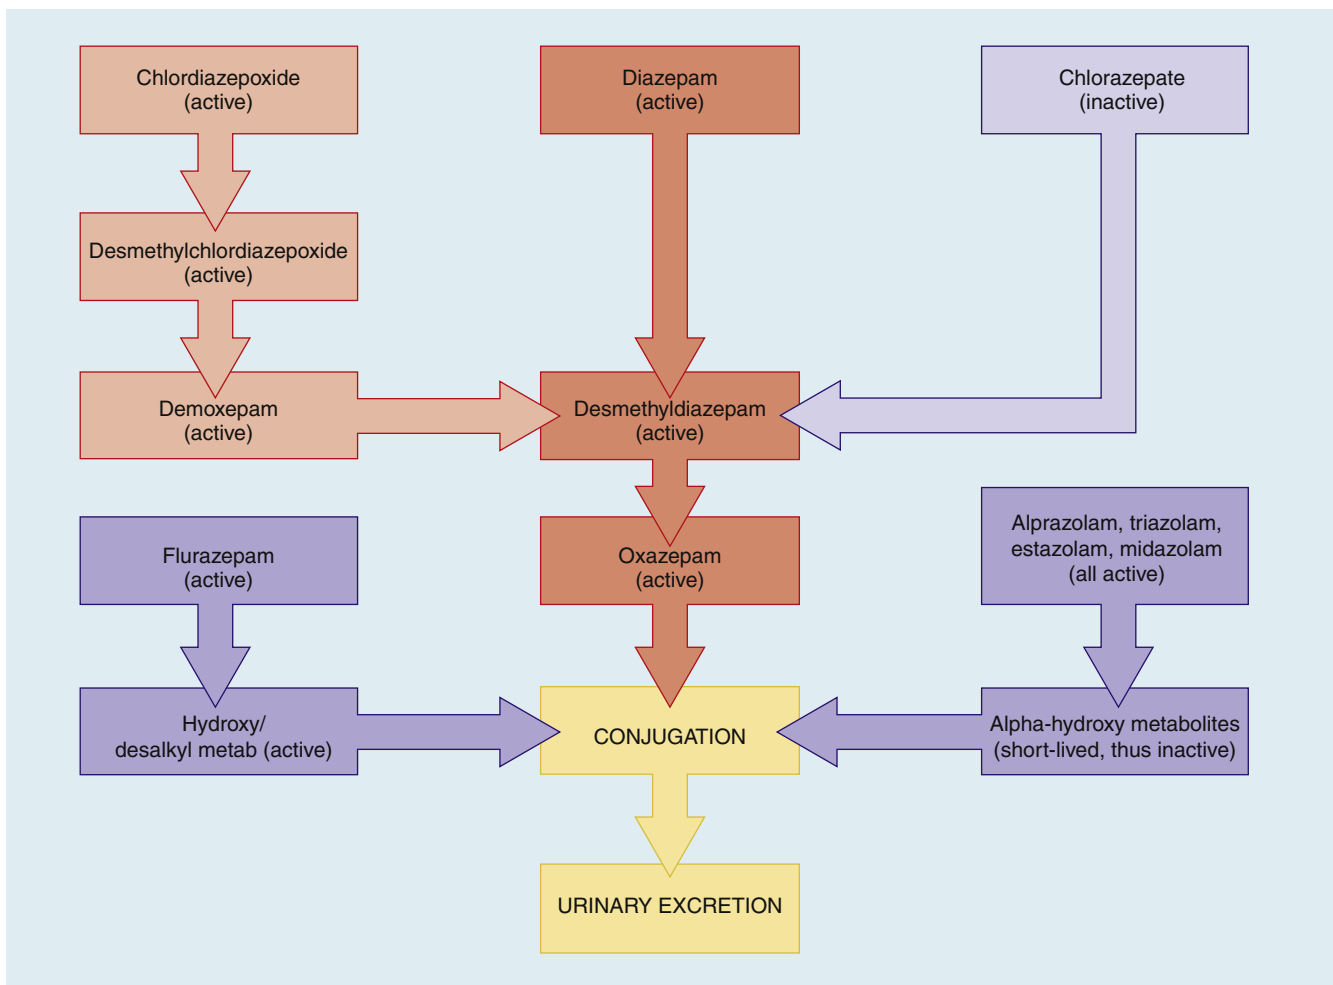 Chlordiazepoxide
(active)
Diazepam
(active)
Chlorazepate
(inactive)
Desmethylchlordiazepoxide
(active)
Demoxepam
(active)
Desmethyldiazepam
(active)
Flurazepam
(active)
Oxazepam
(active)
Alprazolam, triazolam,
estazolam, midazolam
(all active)
Hydroxy/
desalkyl metab (active)
CONJUGATION
Alpha-hydroxy metabolites
(short-lived, thus inactive)
URINARY EXCRETION